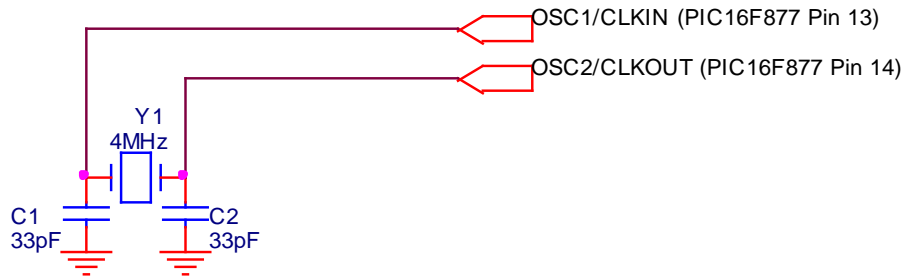 OSC1/CLKIN (PIC16F877 Pin 13)
OSC2/CLKOUT (PIC16F877 Pin 14)
Y1
4MHz
C1
33pF
C2
33pF